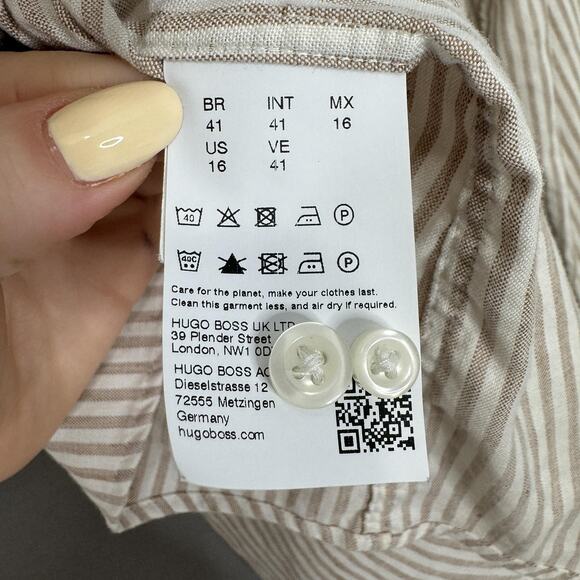 BR INT MX
41 41 16
US VE
16 41
40 P
40C P
Care for the planet, make your clothes last.
Clean this garment less, and air dry if required.
HUGO BOSS UK LTD
39 Plender Street
London, NW1
HUGO BOSS
Dieselstrasse 12
72555 Metzingen
Germany
hugoboss.com